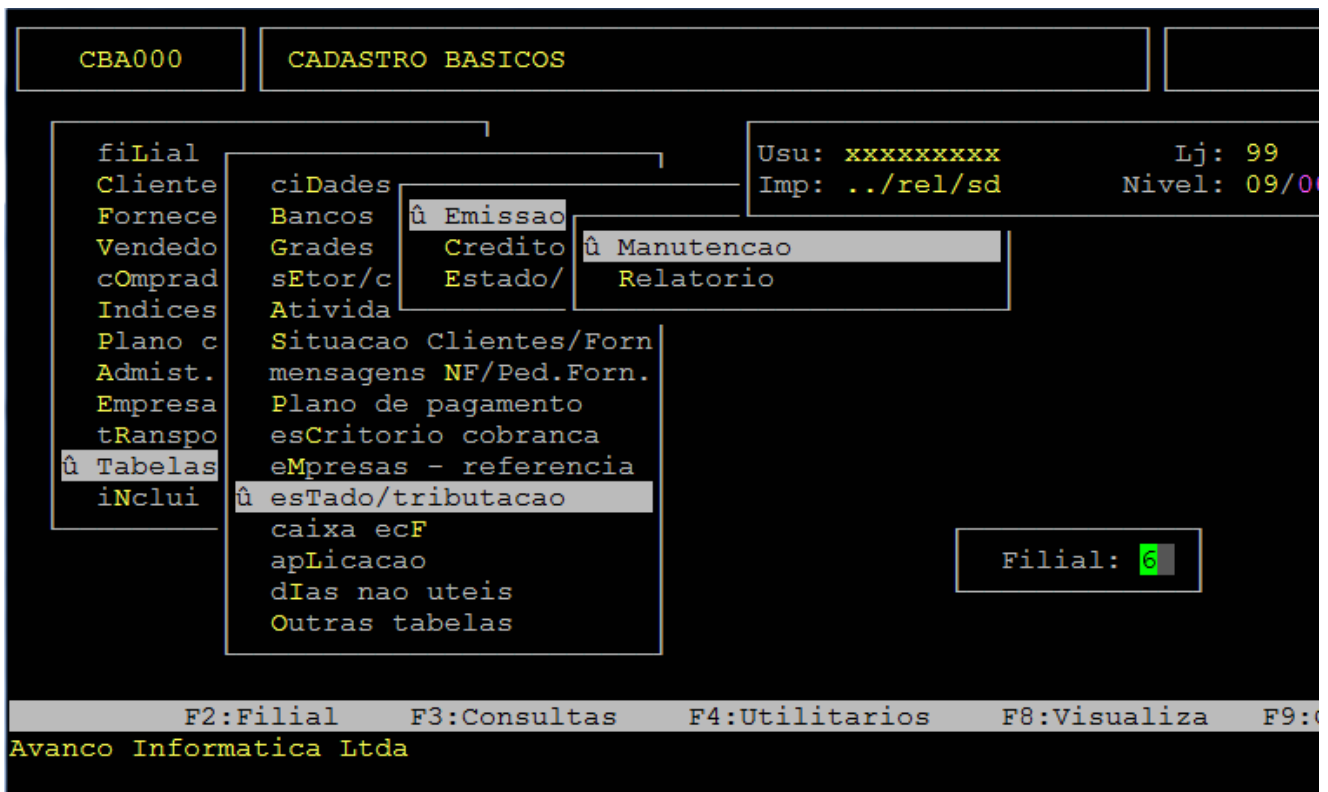 CBA000 CADASTRO BASICOS
fiLial Usu: xxxxxxxxx Lj: 99
Cliente ciDades Imp: ../rel/sd Nivel: 09/00
Fornece Bancos û Emissao
Vendedo Grades Credito û Manutencao
cOmprad sEtor/c Estado/ Relatorio
Indices Ativida
Plano c Situacao Clientes/Forn
Admist. mensagens NF/Ped.Forn.
Empresa Plano de pagamento
tRanspo esCritorio cobranca
û Tabelas eMpresas - referencia
iNclui û esTado/tributacao
caixa ecF
apLicacao Filial: 6
dIas nao uteis
Outras tabelas
F2:Filial F3:Consultas F4:Utilitarios F8:Visualiza F9:
Avanco Informatica Ltda